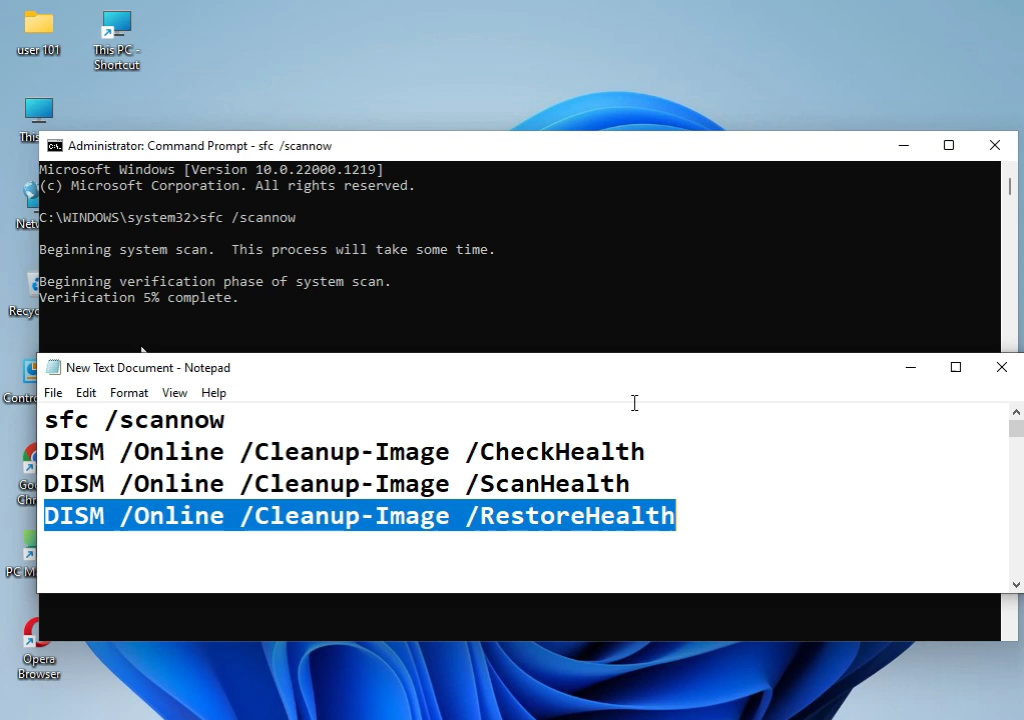 user 101
This PC -
Shortcut
Administrator: Command Prompt - sfc  /scannow
Microsoft Windows [Version 10.0.22000.1219]
(c) Microsoft Corporation. All rights reserved.
C:\WINDOWS\system32>sfc /scannow
Beginning system scan.  This process will take some time.
Beginning verification phase of system scan.
Verification 5% complete.
New Text Document - Notepad
File Edit Format View Help
sfc /scannow
DISM /Online /Cleanup-Image /CheckHealth
DISM /Online /Cleanup-Image /ScanHealth
DISM /Online /Cleanup-Image /RestoreHealth
Opera
Browser